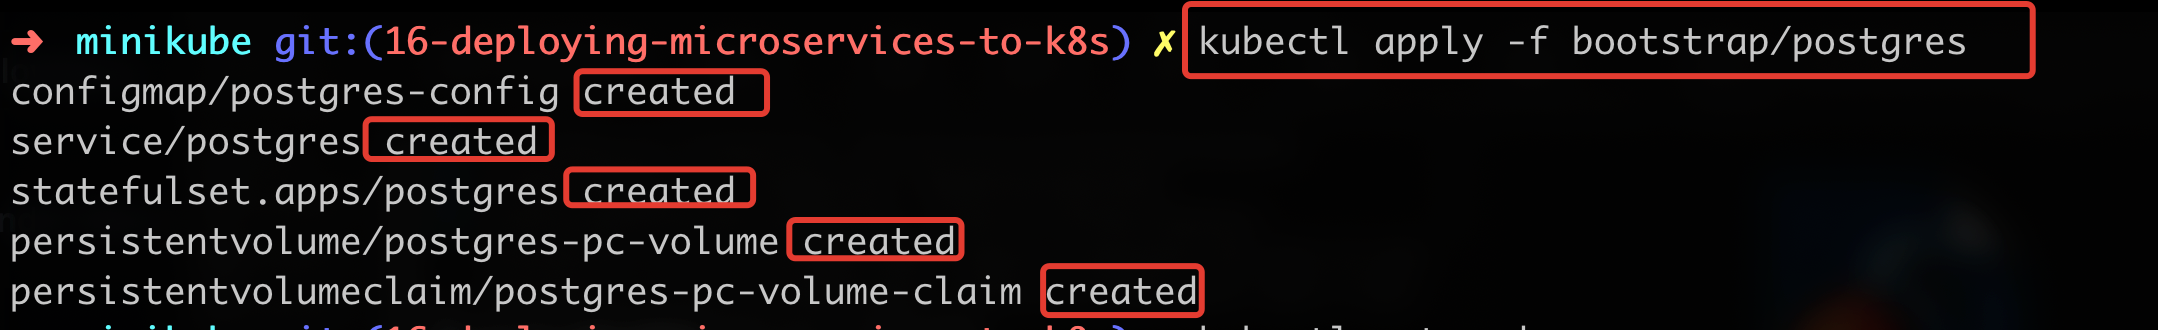 ➜ minikube git:(16-deploying-microservices-to-k8s) ✗ kubectl apply -f bootstrap/postgres
configmap/postgres-config created
service/postgres created
statefulset.apps/postgres created
persistentvolume/postgres-pc-volume created
persistentvolumeclaim/postgres-pc-volume-claim created